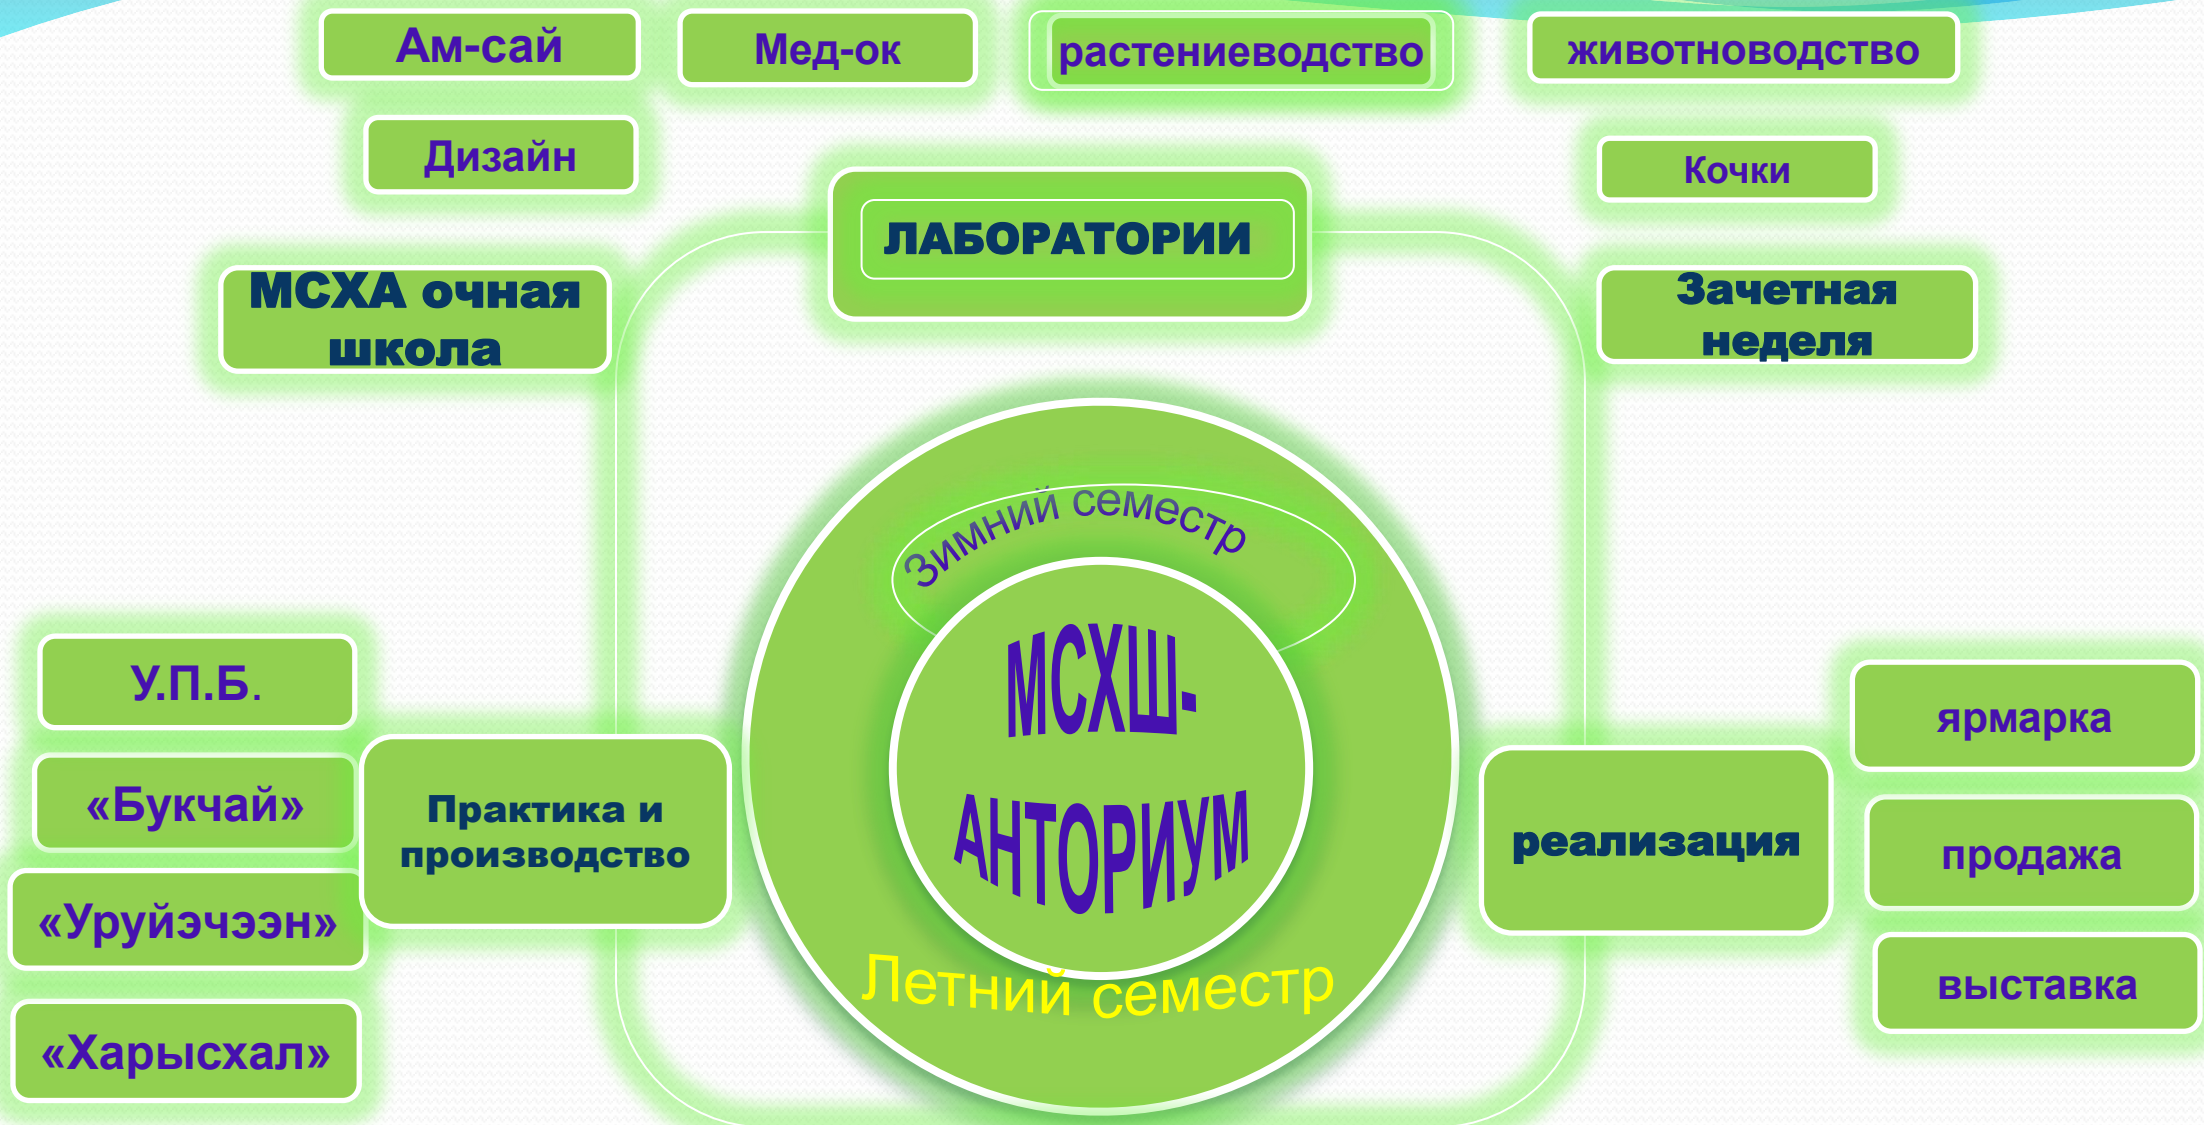 Ам-сай
Мед-ок
растениеводство
животноводство
Дизайн
Кочки
ЛАБОРАТОРИИ
МСХА очная
школа
Зачетная
неделя
Зимний семестр
МСХШ-
АНТОРИУМ
Летний семестр
У.П.Б.
«Букчай»
«Уруйэчээн»
«Харысхал»
Практика и
производство
реализация
ярмарка
продажа
выставка